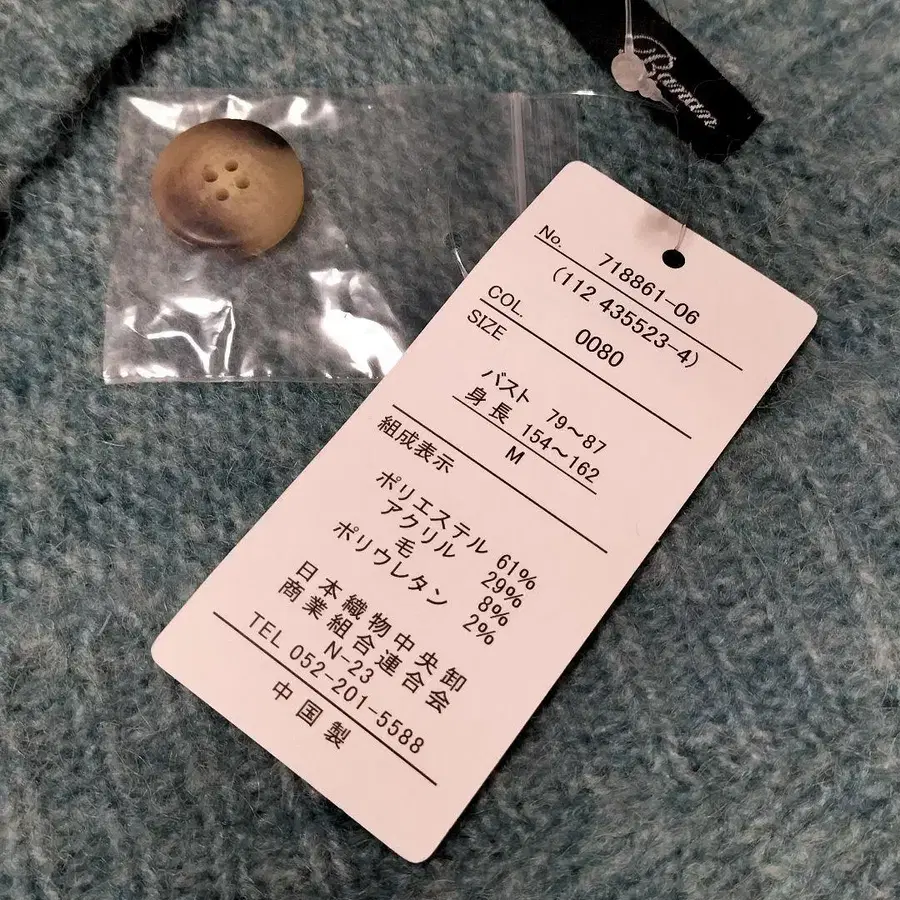 No. 718861-06
(112 435523-4)
COL. 0080
SIZE
バスト 79～87
身長 154～162
M
組成表示
ポリエステル 61%
アクリル 29%
毛 8%
ポリウレタン 2%
日本織物中央卸
商業組合連合会
N-23
TEL 052-201-5588
中国製